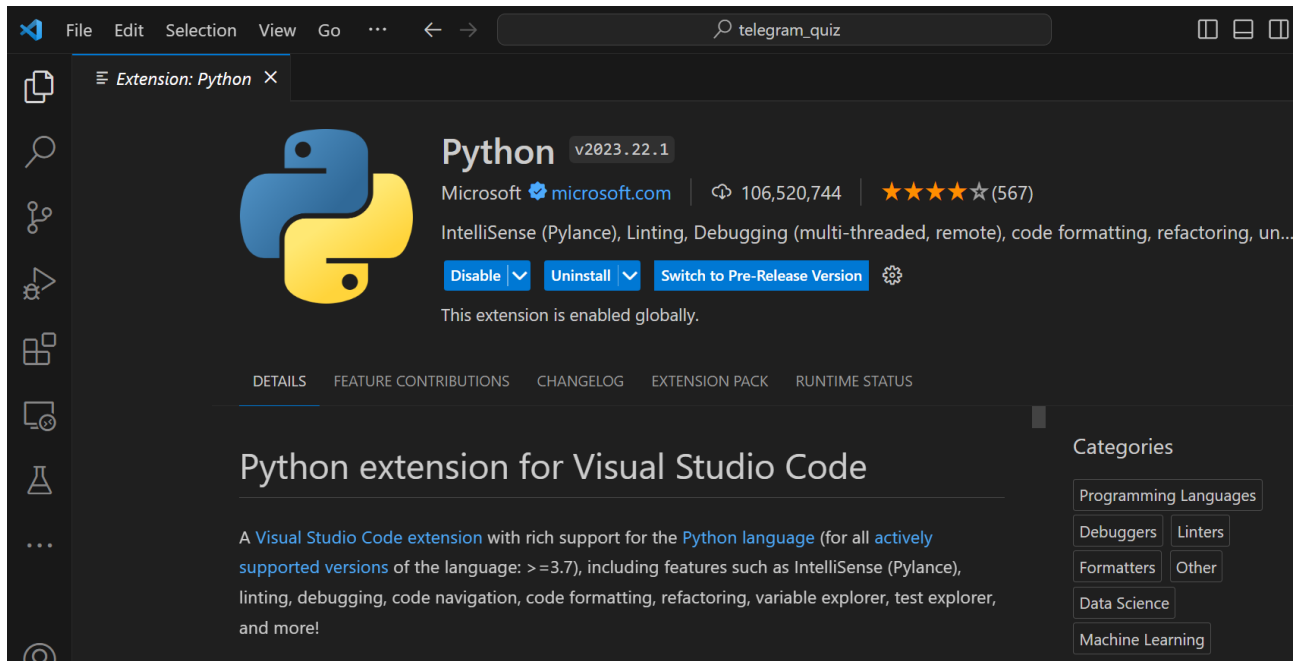 File Edit Selection View Go ··· telegram_quiz
Extension: Python
Python v2023.22.1
Microsoft microsoft.com 106,520,744 (567)
IntelliSense (Pylance), Linting, Debugging (multi-threaded, remote), code formatting, refactoring, un...
Disable Uninstall Switch to Pre-Release Version
This extension is enabled globally.
DETAILS FEATURE CONTRIBUTIONS CHANGELOG EXTENSION PACK RUNTIME STATUS
Python extension for Visual Studio Code
A Visual Studio Code extension with rich support for the Python language (for all actively
supported versions of the language: >=3.7), including features such as IntelliSense (Pylance),
linting, debugging, code navigation, code formatting, refactoring, variable explorer, test explorer,
and more!
Categories
Programming Languages
Debuggers Linters
Formatters Other
Data Science
Machine Learning